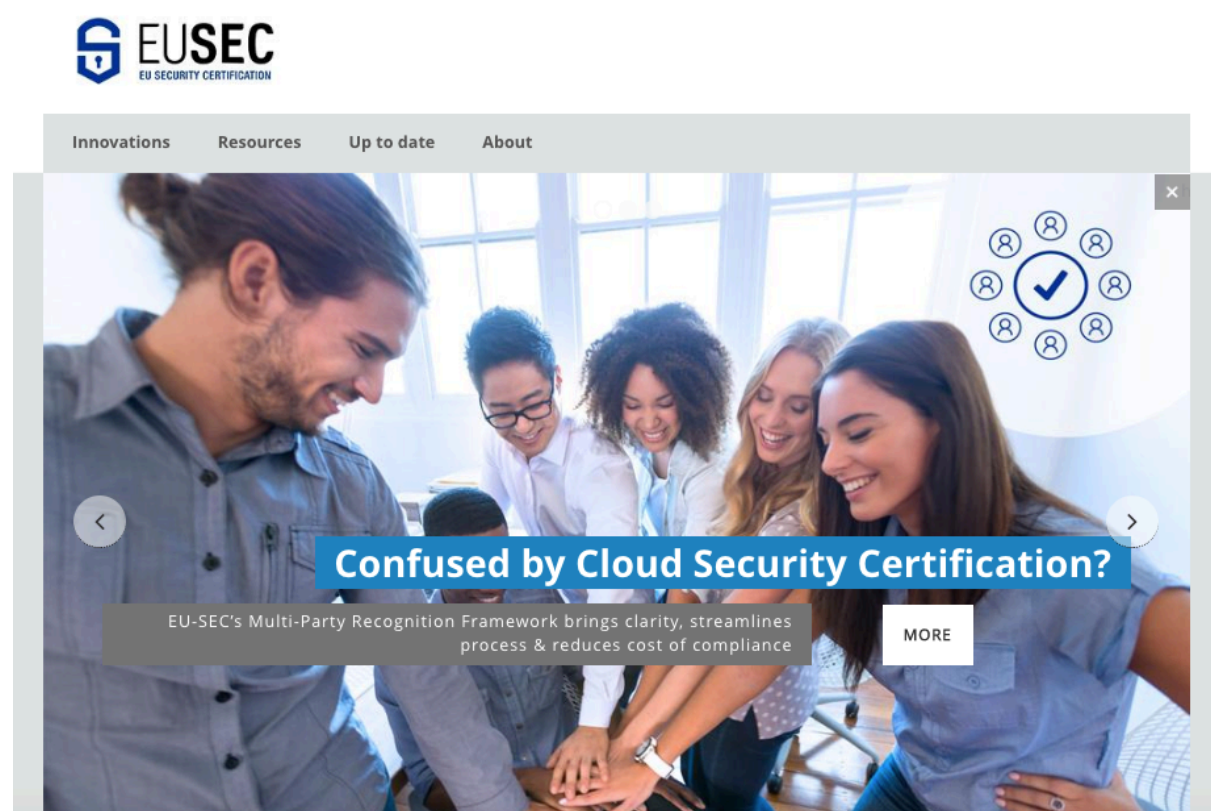 EUSEC
EU SECURITY CERTIFICATION
Innovations Resources Up to date About
Confused by Cloud Security Certification?
EU-SEC's Multi-Party Recognition Framework brings clarity, streamlines
process & reduces cost of compliance
MORE